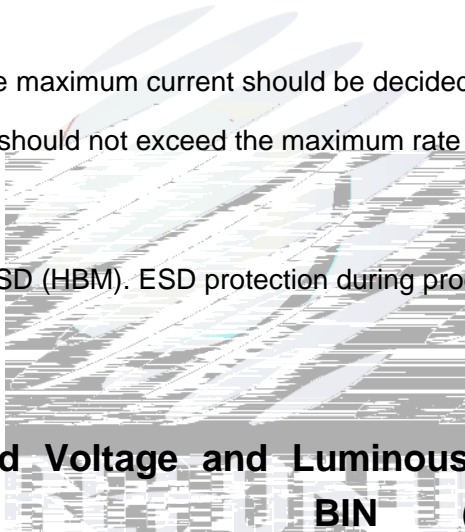 e maximum current should be decided
should not exceed the maximum rate
SD (HBM). ESD protection during pro
d Voltage and Luminous
BIN